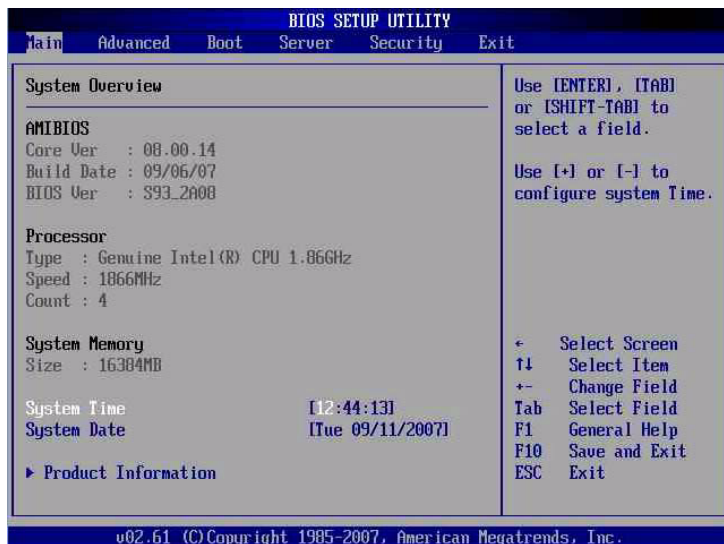 BIOS SETUP UTILITY
Main Advanced Boot Server Security Exit
System Overview
AMIBIOS
Core Ver : 08.00.14
Build Date : 09/06/07
BIOS Ver : S93_2A08
Processor
Type : Genuine Intel(R) CPU 1.86GHz
Speed : 1866MHz
Count : 4
System Memory
Size : 16384MB
System Time [12:44:13]
System Date [Tue 09/11/2007]
Product Information
Use [ENTER], [TAB]
or [SHIFT-TAB] to
select a field.
Use [+] or [-] to
configure system Time.
← Select Screen
↑↓ Select Item
+- Change Field
Tab Select Field
F1 General Help
F10 Save and Exit
ESC Exit
v02.61 (C)Copyright 1985-2007, American Megatrends, Inc.